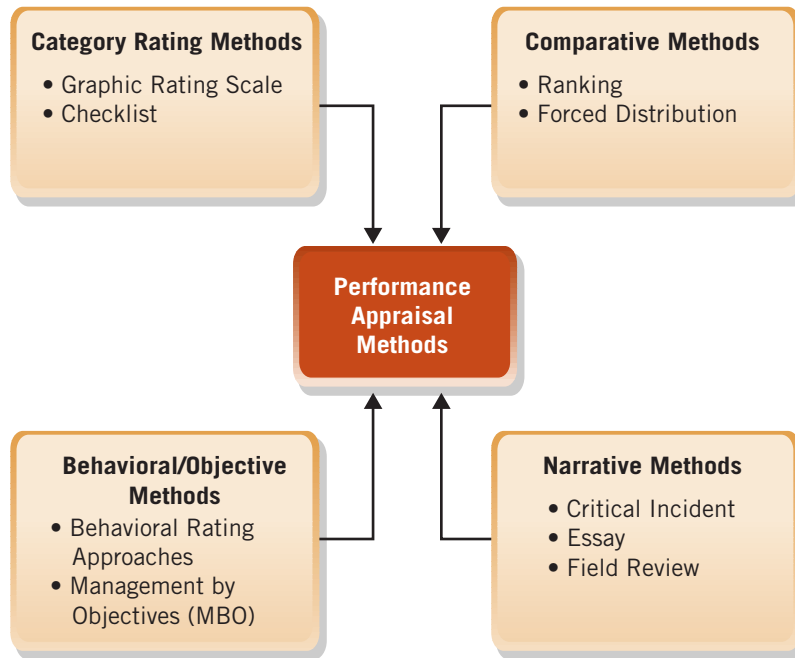 Category Rating Methods
• Graphic Rating Scale
• Checklist
Comparative Methods
• Ranking
• Forced Distribution
Performance
Appraisal
Methods
Behavioral/Objective
Methods
• Behavioral Rating
Approaches
• Management by
Objectives (MBO)
Narrative Methods
• Critical Incident
• Essay
• Field Review